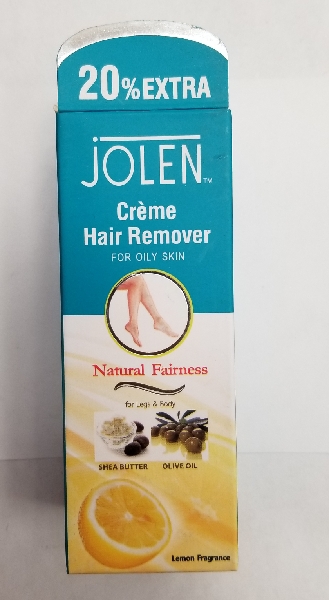 20% EXTRA
JOLEN™
Crème
Hair Remover
FOR OILY SKIN
Natural Fairness
for Legs & Body
SHEA BUTTER OLIVE OIL
Lemon Fragrance